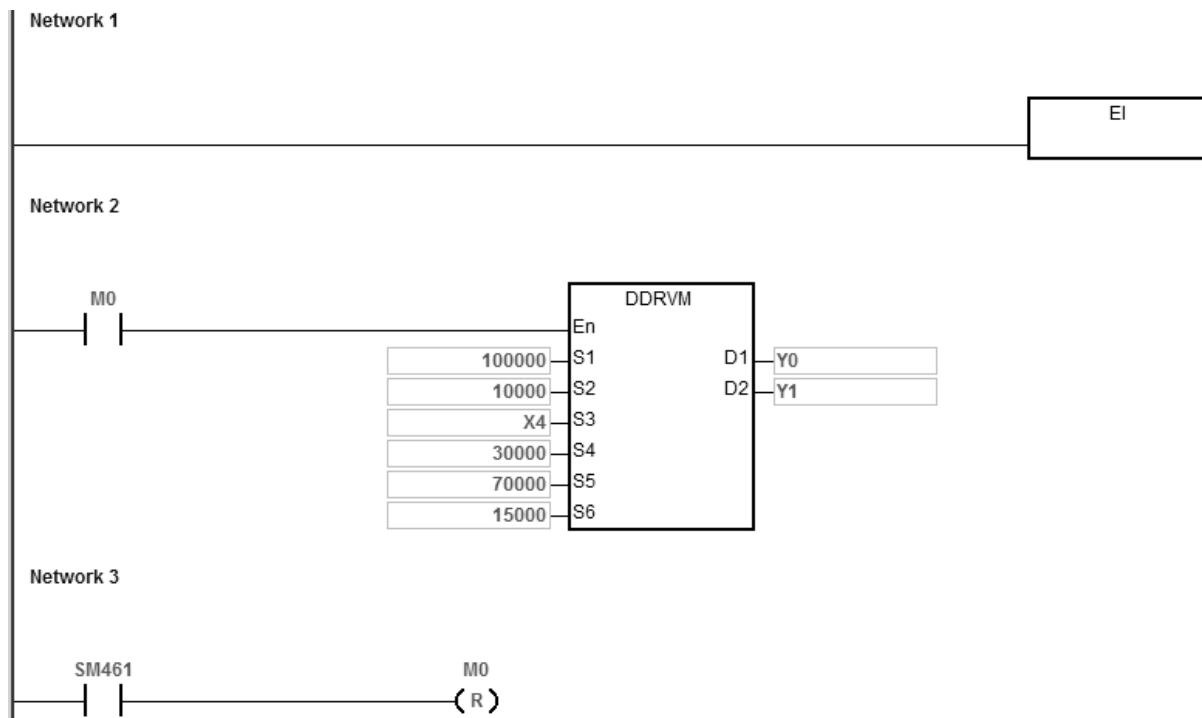 Network 1
EI
Network 2
M0
DDRVM
En
100000 S1 D1 Y0
10000 S2 D2 Y1
X4 S3
30000 S4
70000 S5
15000 S6
Network 3
SM461 M0
( R )